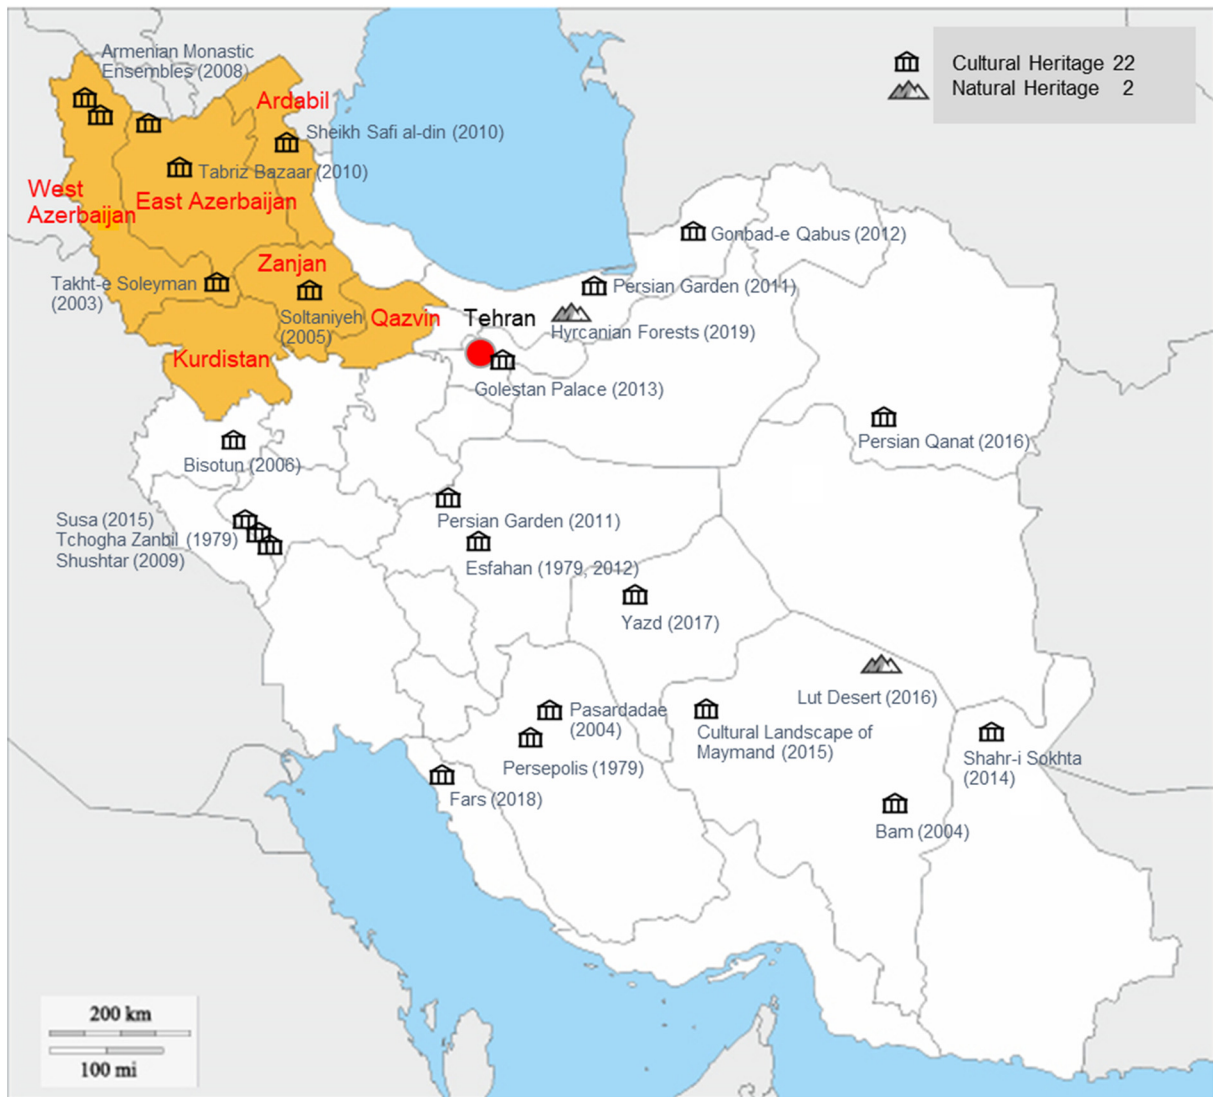 Armenian Monastic
Ensembles (2008)
Cultural Heritage 22
Natural Heritage 2
Ardabil
Sheikh Safi al-din (2010)
Tabriz Bazaar (2010)
West
Azerbaijan
East Azerbaijan
Gonbad-e Qabus (2012)
Zanjan
Takht-e Soleyman
(2003)
Persian Garden (2011)
Soltaniyeh
(2005)
Qazvin
Tehran
Hyrcanian Forests (2019)
Kurdistan
Golestan Palace (2013)
Persian Qanat (2016)
Bisotun (2006)
Susa (2015)
Tchogha Zanbil (1979)
Shushtar (2009)
Persian Garden (2011)
Esfahan (1979, 2012)
Yazd (2017)
Lut Desert (2016)
Pasardadae
(2004)
Cultural Landscape of
Maymand (2015)
Persepolis (1979)
Shahr-i Sokhta
(2014)
Fars (2018)
Bam (2004)
200 km
100 mi